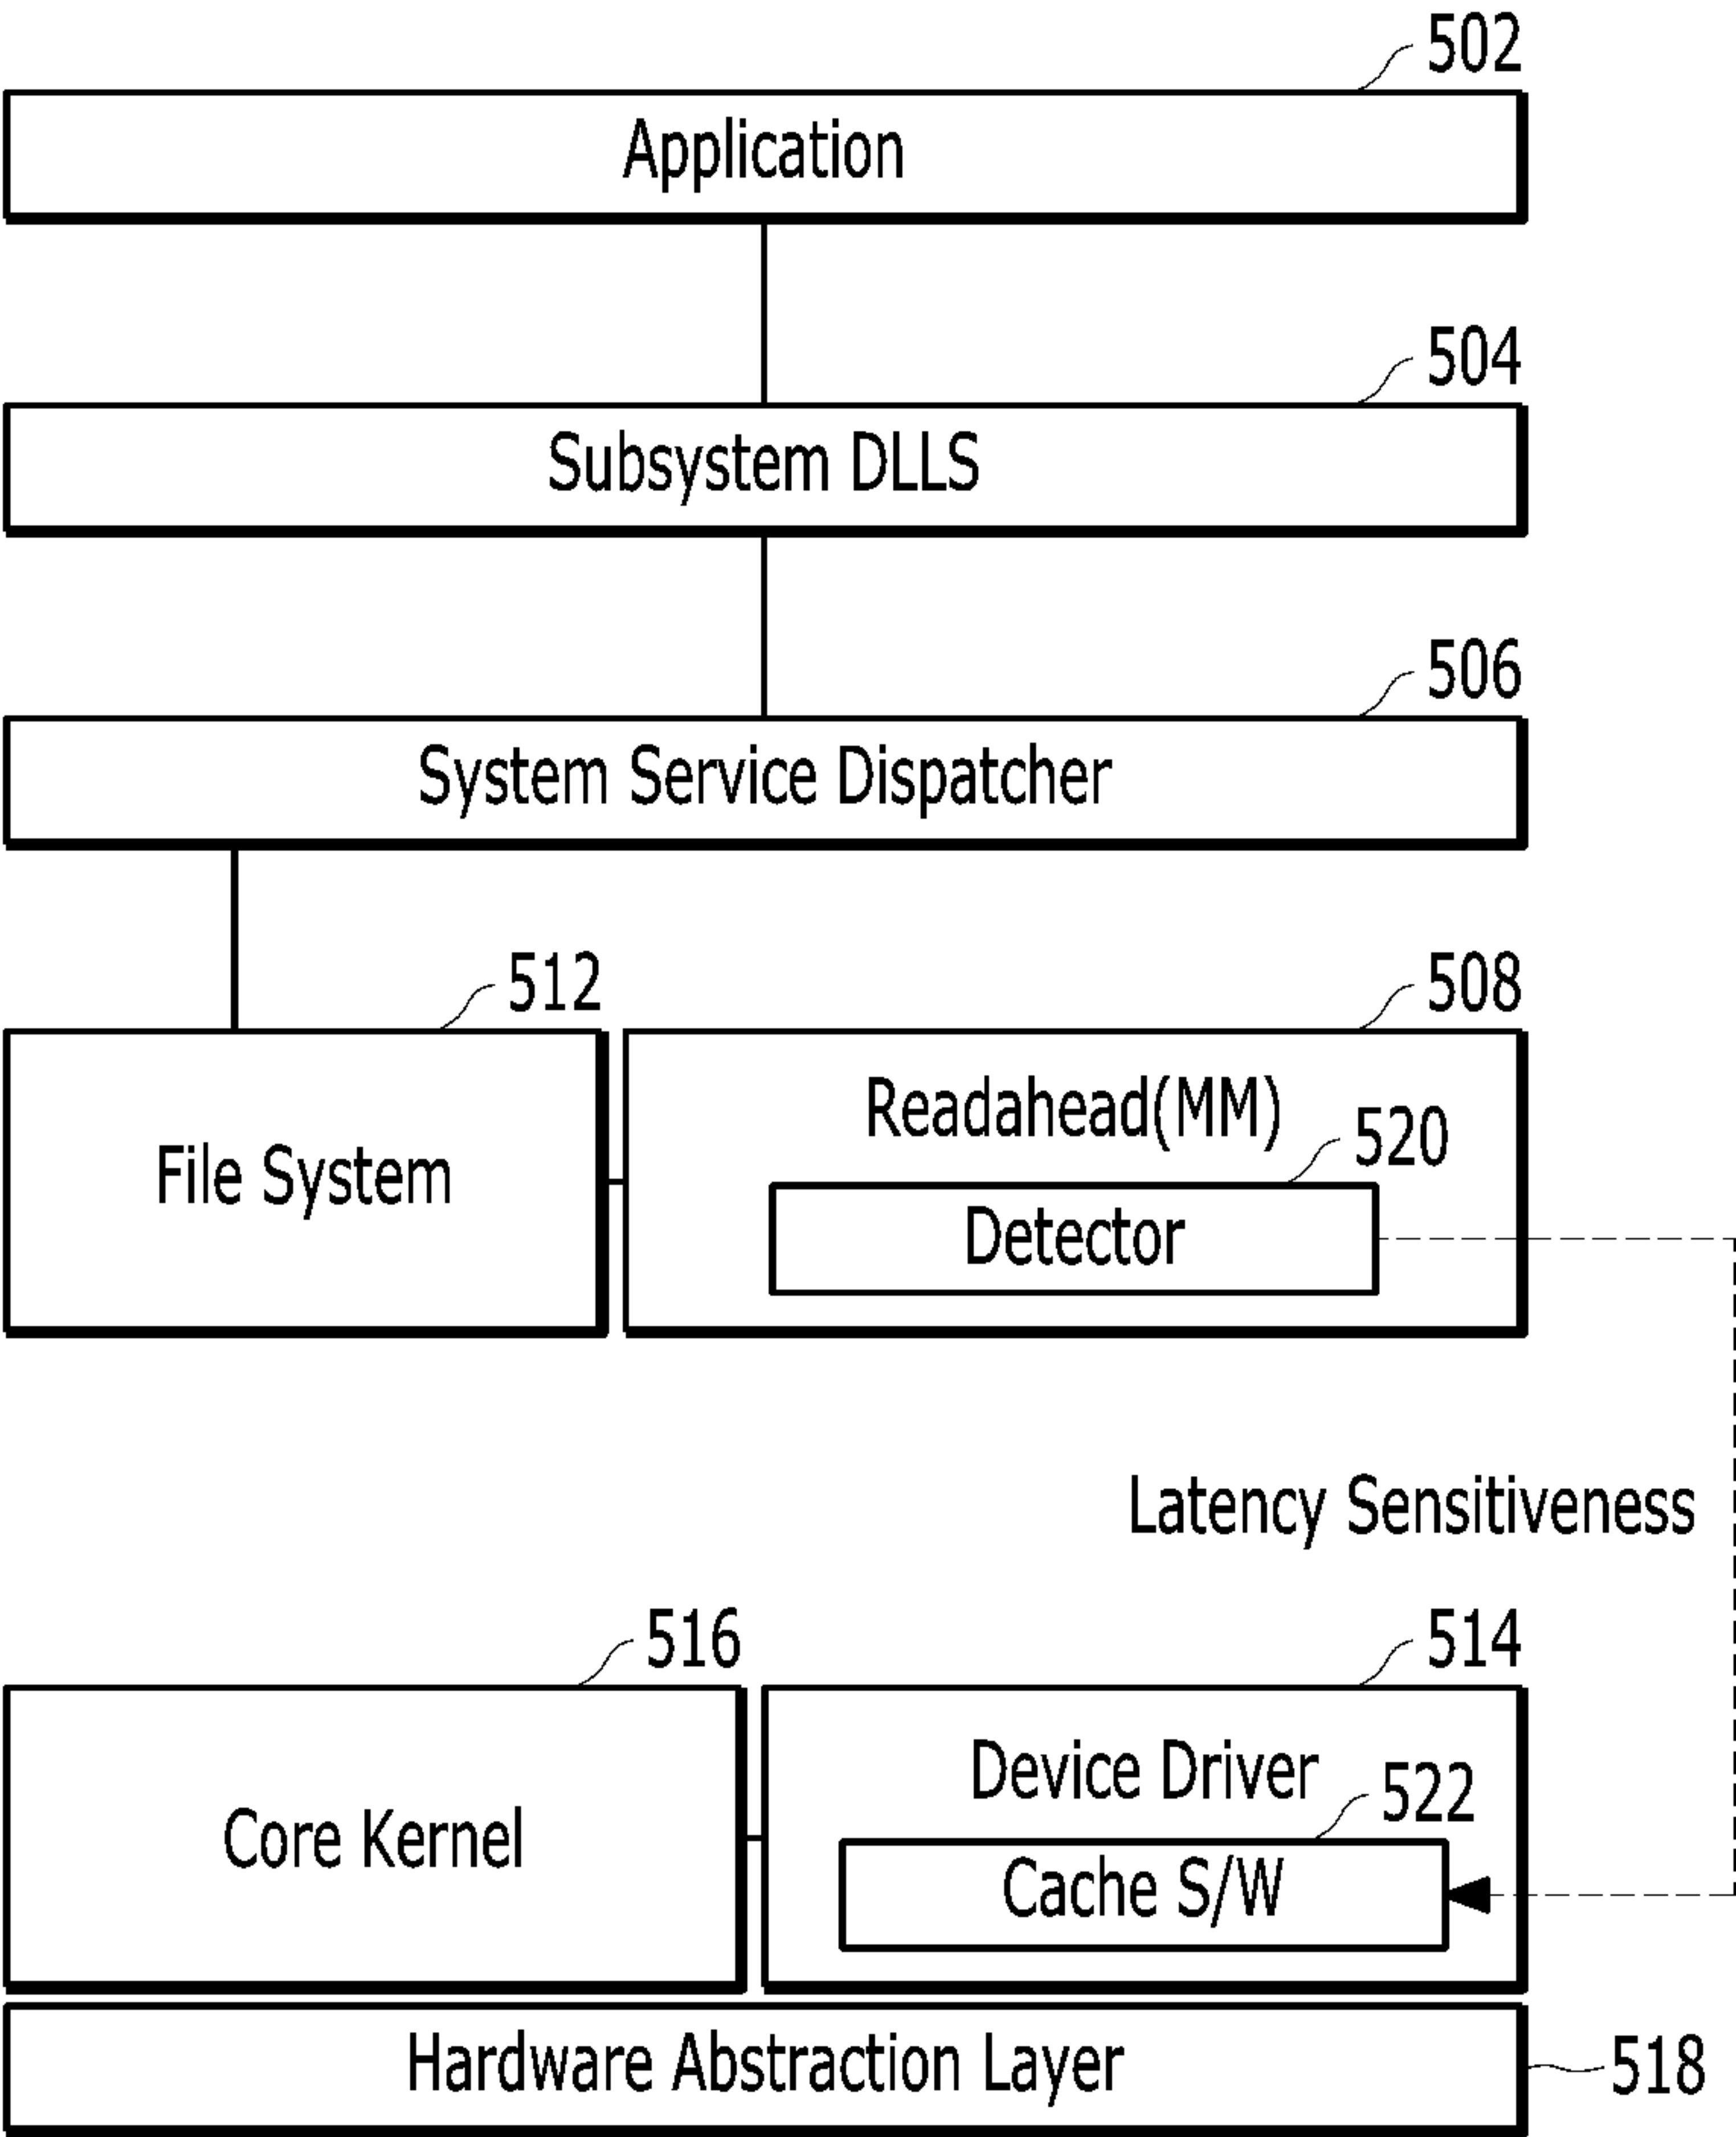 502
Application
504
Subsystem DLLS
506
System Service Dispatcher
512
508
File System
Readahead(MM)
520
Detector
Latency Sensitiveness
516
514
Core Kernel
Device Driver
522
Cache S/W
Hardware Abstraction Layer
518